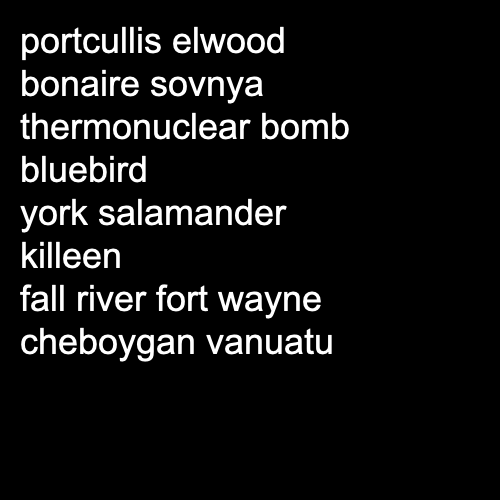 portcullis elwood
bonaire sovnya
thermonuclear bomb
bluebird
york salamander
killeen
fall river fort wayne
cheboygan vanuatu